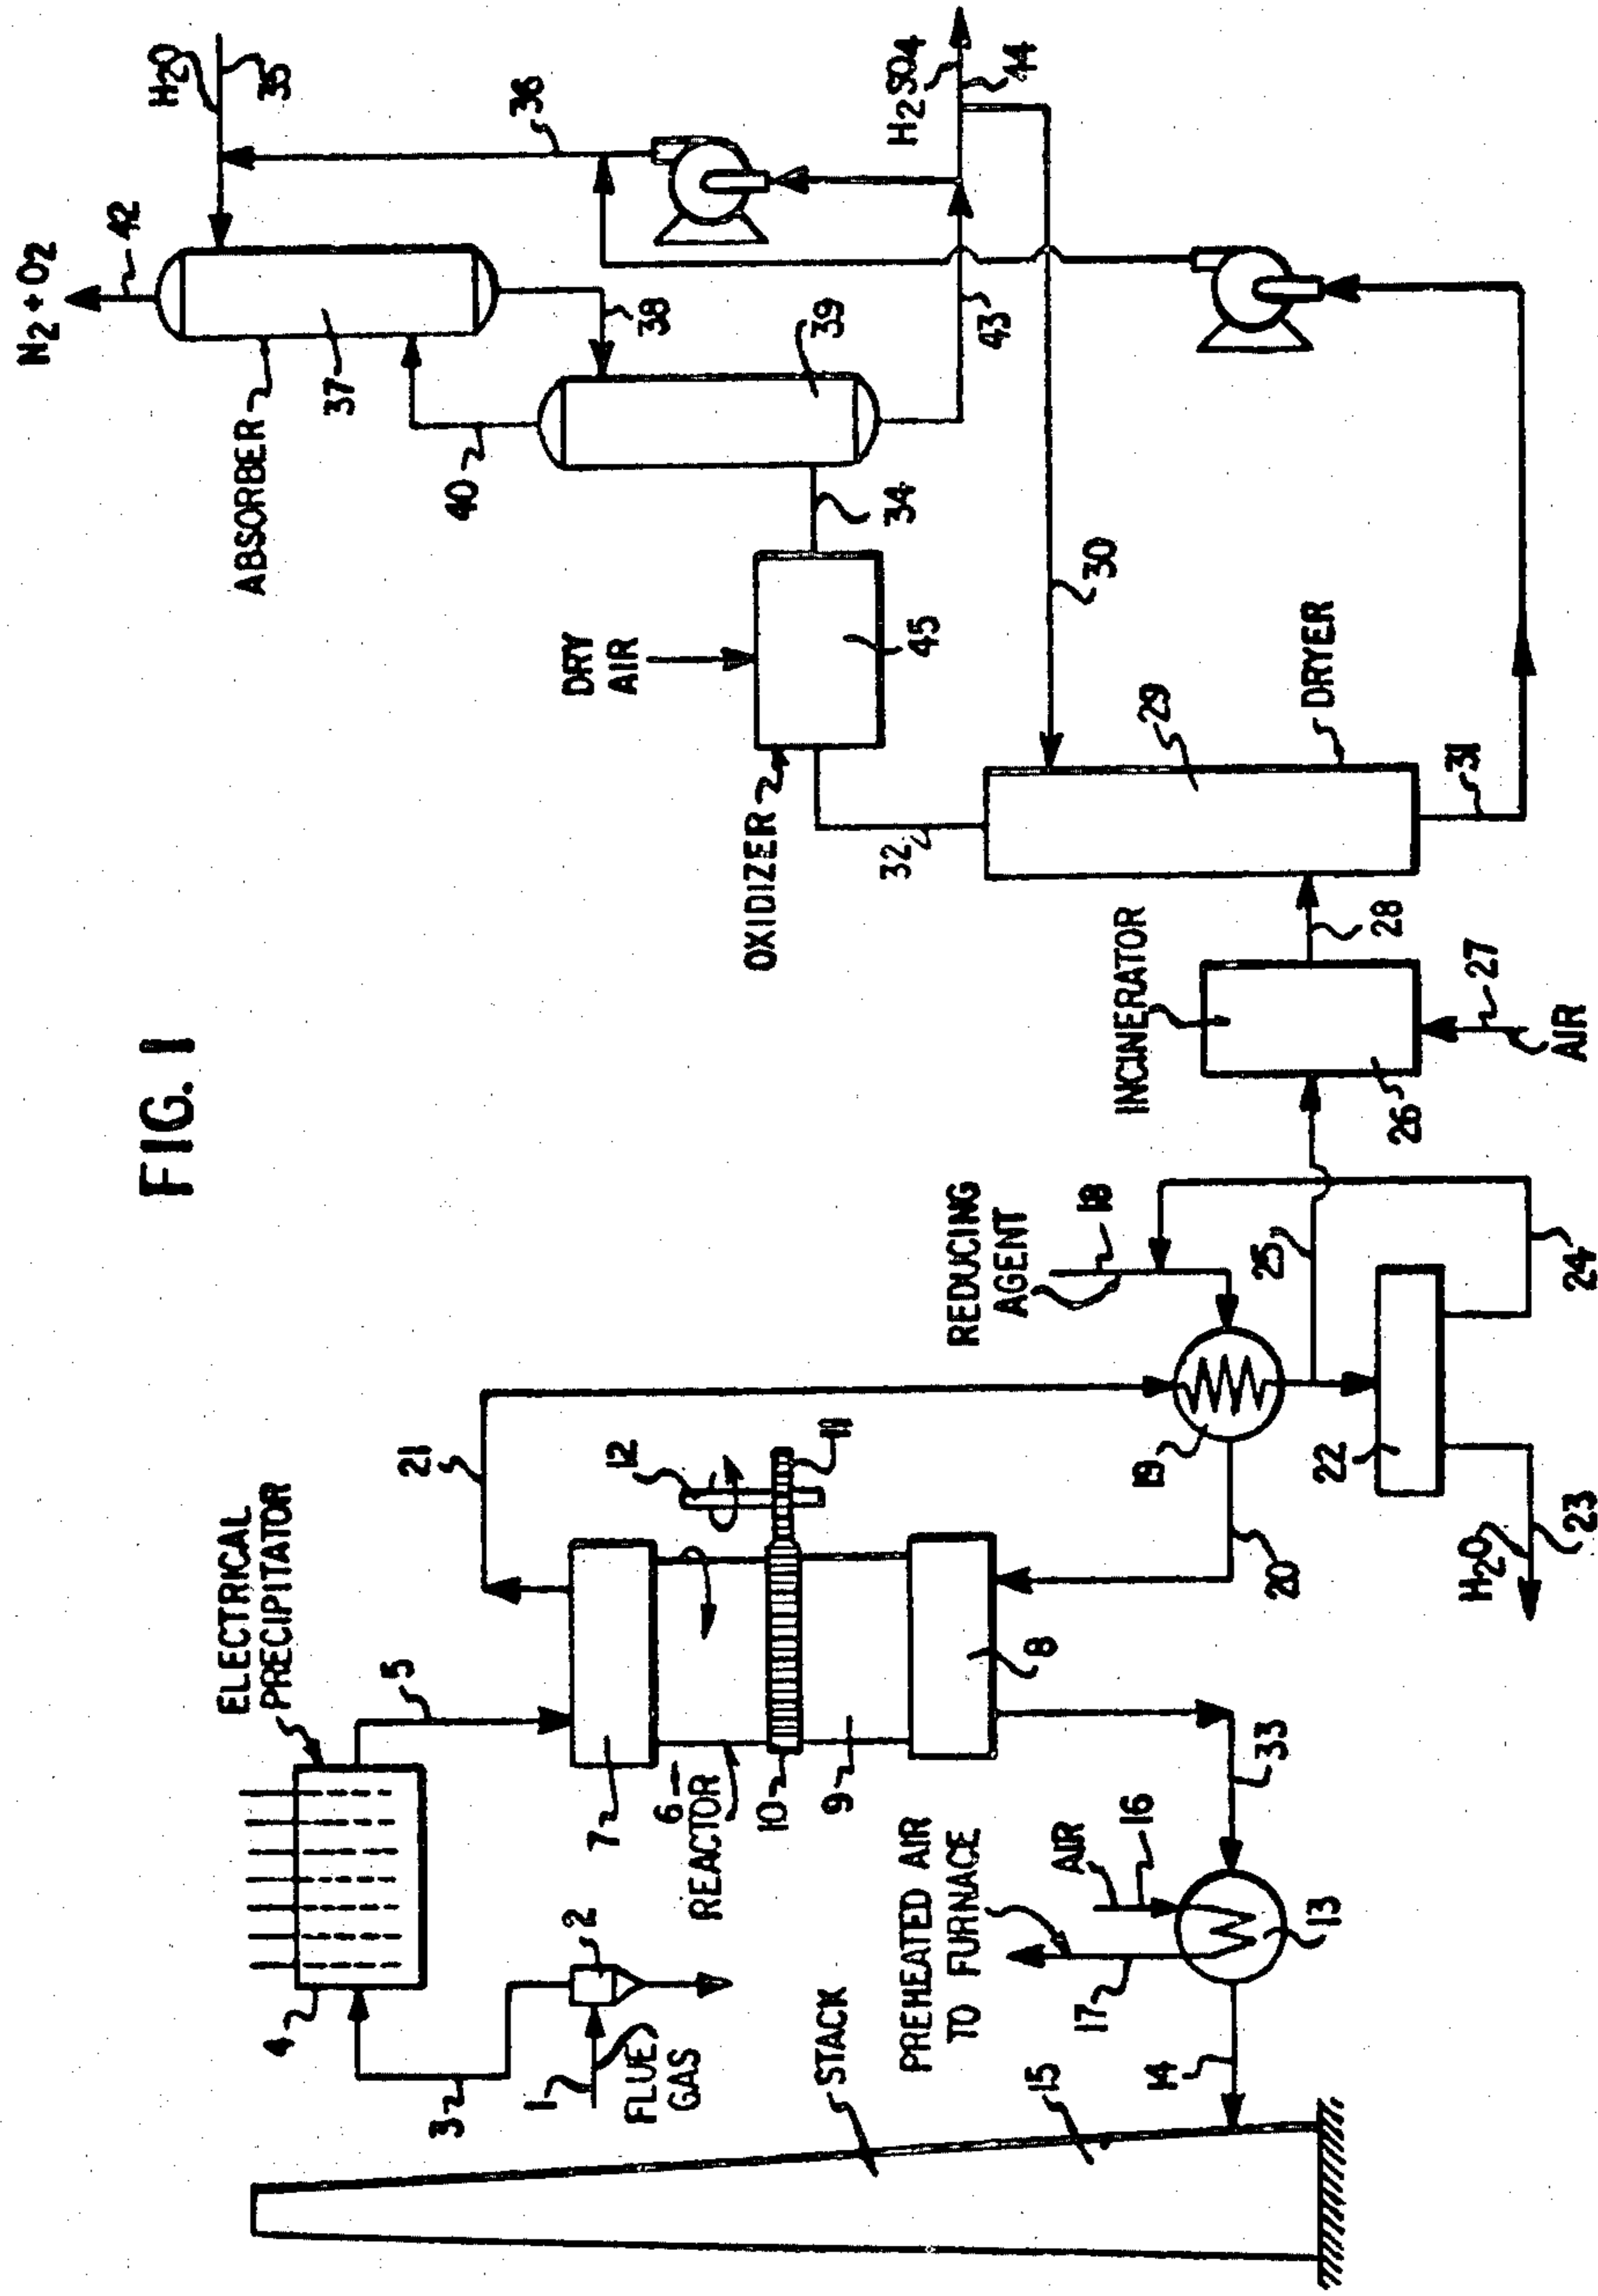 FIG. 1
N2 + O2
42
H2O
35
ABSORBER
37
36
38
40
39
H2SO4
44
43
34
DRY
AIR
45
OXIDIZER
30
32
29
DRYER
31
INCINERATOR
28
27
AIR
26
REDUCING
AGENT
18
25
24
19
22
H2O
23
20
21
ELECTRICAL
PRECIPITATOR
5
4
3
2
1
FLUE
GAS
7
6
REACTOR
12
11
10
9
8
33
PREHEATED AIR
TO FURNACE
AIR
16
17
13
14
STACK
15